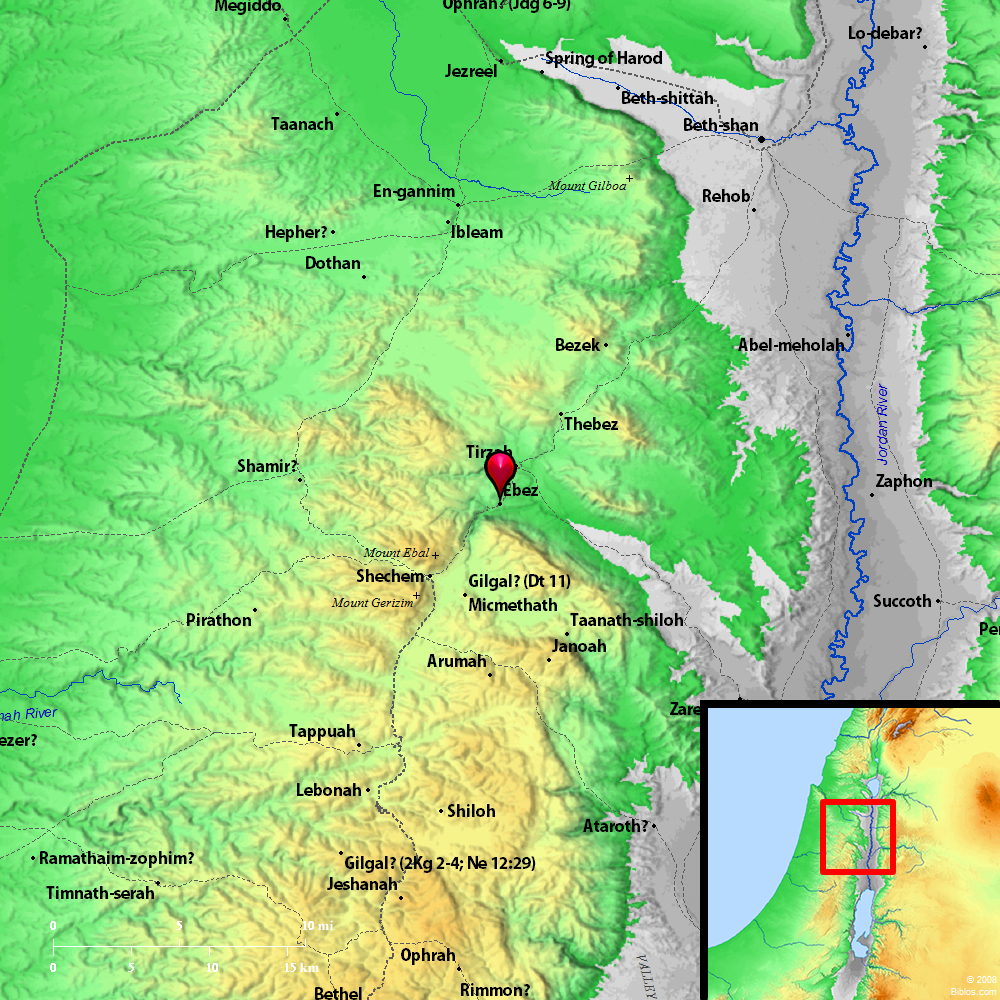 Megiddo
Ophrah? (Jdg 6-9)
Lo-debar?
Spring of Harod
Jezreel
Beth-shittah
Taanach
Beth-shan
Mount Gilboa
En-gannim
Rehob
Hepher?
Ibleam
Dothan
Bezek
Abel-meholah
Jordan River
Thebez
Tirzah
Shamir?
Ebez
Zaphon
Mount Ebal
Shechem
Gilgal? (Dt 11)
Mount Gerizim
Micmethath
Succoth
Pirathon
Taanath-shiloh
Per
Janoah
Arumah
Zare
nah River
Tappuah
ezer?
Lebonah
Shiloh
Ataroth?
Ramathaim-zophim?
Gilgal? (2Kg 2-4; Ne 12:29)
Timnath-serah
Jeshanah
0 5 10 mi
Ophrah
0 5 10 15 km
VALLEY
Bethel
Rimmon?
© 2008
Biblos.com